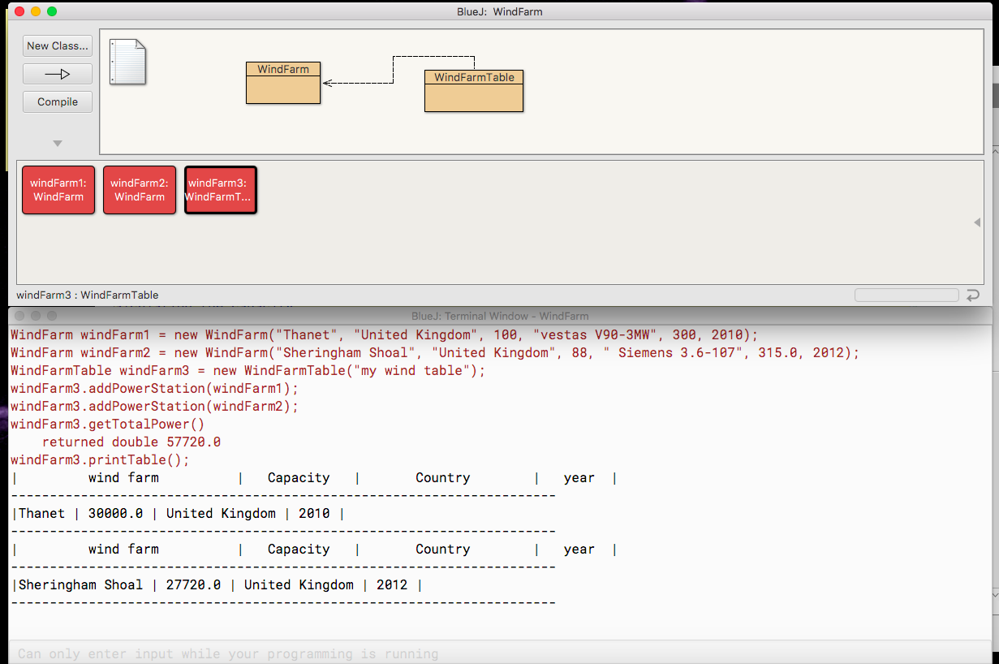 BlueJ: WindFarm
New Class...
Compile
WindFarm
WindFarmTable
windFarm1:
WindFarm
windFarm2:
WindFarm
windFarm3:
WindFarmT...
windFarm3 : WindFarmTable
BlueJ: Terminal Window - WindFarm
WindFarm windFarm1 = new WindFarm("Thanet", "United Kingdom", 100, "vestas V90-3MW", 300, 2010);
WindFarm windFarm2 = new WindFarm("Sheringham Shoal", "United Kingdom", 88, " Siemens 3.6-107", 315.0, 2012);
WindFarmTable windFarm3 = new WindFarmTable("my wind table");
windFarm3.addPowerStation(windFarm1);
windFarm3.addPowerStation(windFarm2);
windFarm3.getTotalPower()
    returned double 57720.0
windFarm3.printTable();
|         wind farm          |   Capacity   |       Country        |   year  |
----------------------------------------------------------------------
|Thanet | 30000.0 | United Kingdom | 2010 |
----------------------------------------------------------------------
|         wind farm          |   Capacity   |       Country        |   year  |
----------------------------------------------------------------------
|Sheringham Shoal | 27720.0 | United Kingdom | 2012 |
----------------------------------------------------------------------
Can only enter input while your programming is running